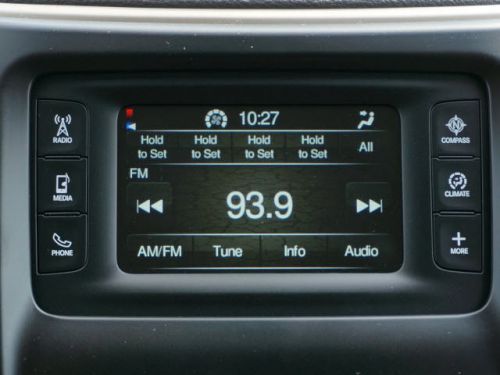 10:27
Hold to Set
Hold to Set
Hold to Set
Hold to Set
All
FM
93.9
AM/FM Tune Info Audio
RADIO
MEDIA
PHONE
COMPASS
CLIMATE
MORE